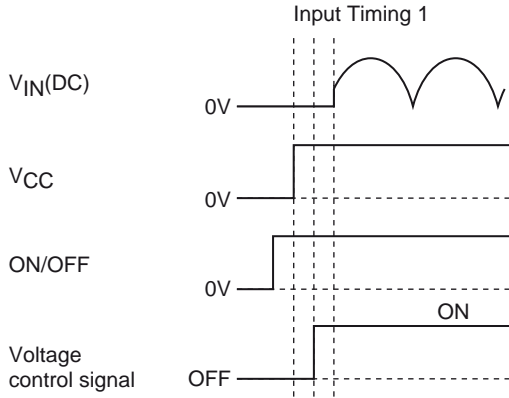 Input Timing 1
VIN(DC)
0V
VCC
0V
ON/OFF
0V
ON
Voltage
control signal
OFF